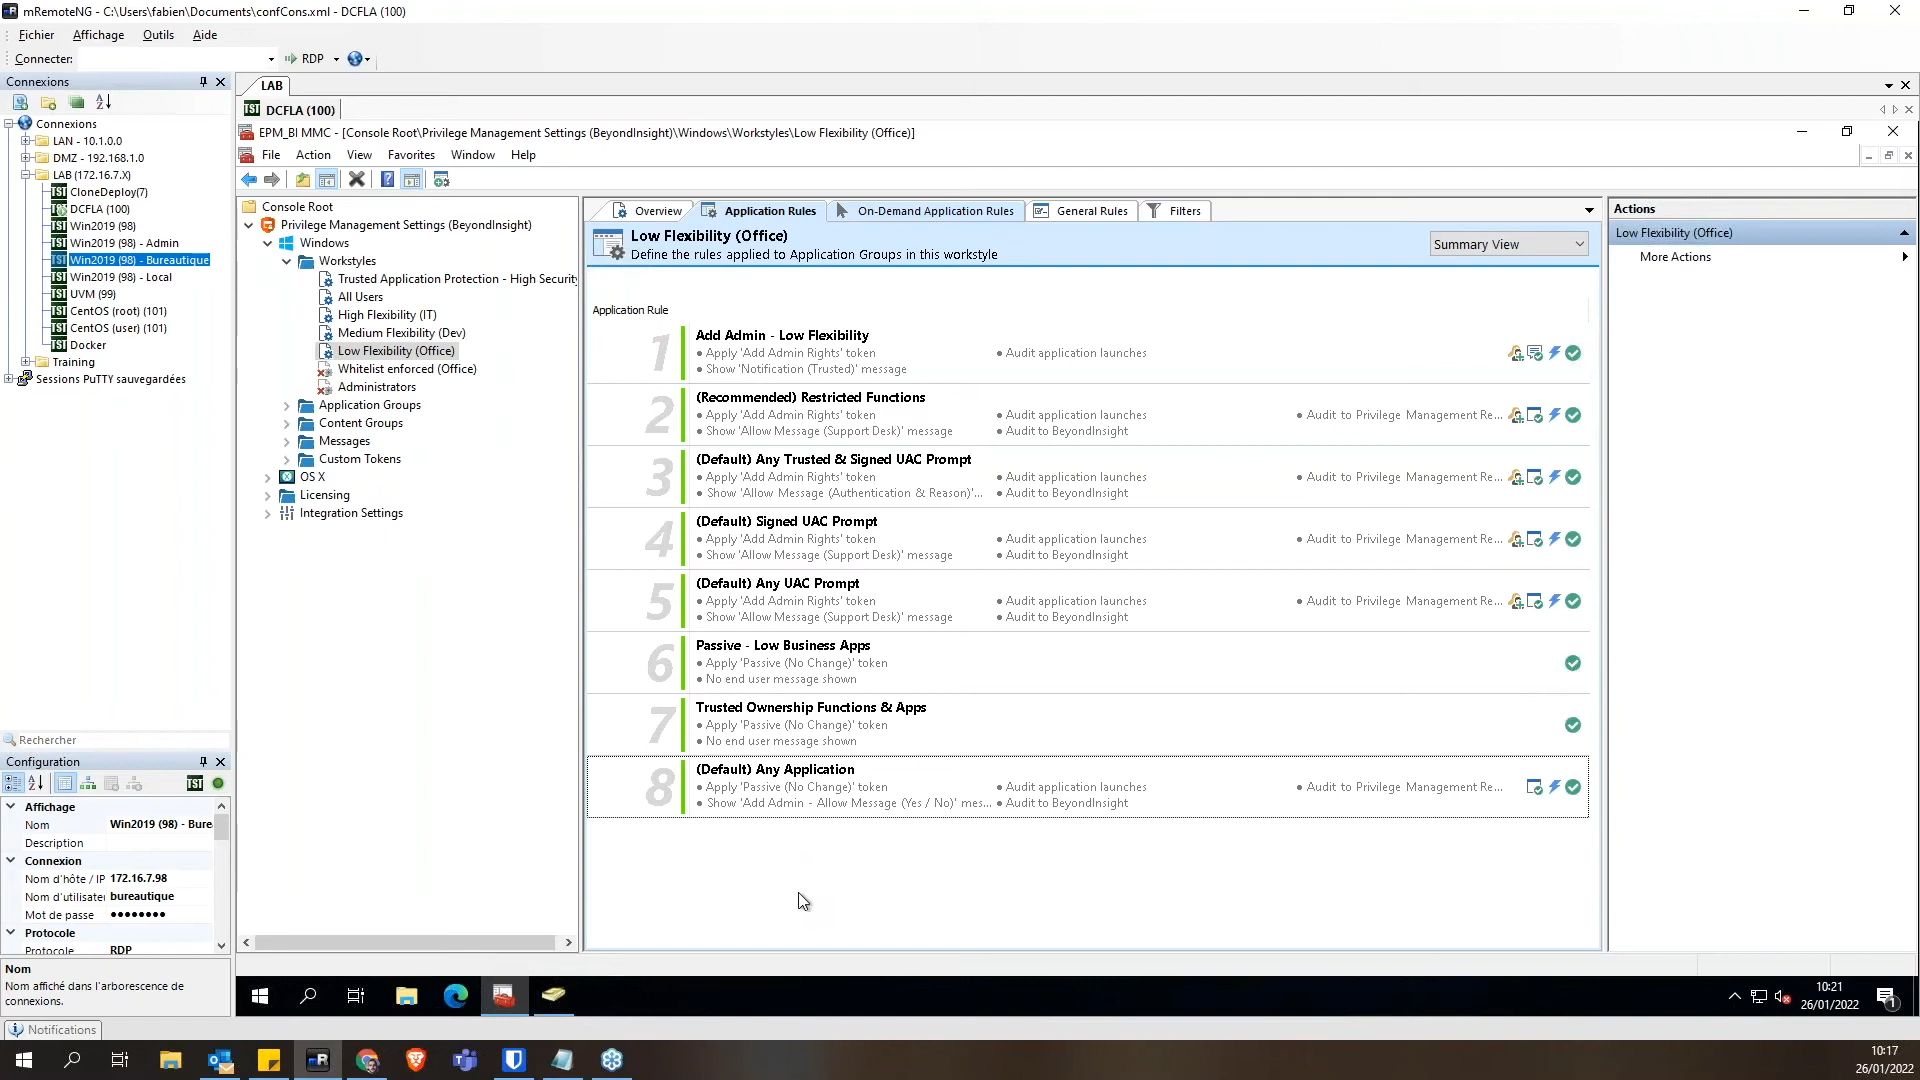 mRemoteNG - C:\Users\fabien\Documents\confCons.xml - DCFLA (100)
Fichier Affichage Outils Aide
Connecter: RDP
Connexions
Connexions
LAN - 10.1.0.0
DMZ - 192.168.1.0
LAB (172.16.7.X)
CloneDeploy(7)
DCFLA (100)
Win2019 (98)
Win2019 (98) - Admin
Win2019 (98) - Bureautique
Win2019 (98) - Local
UVM (99)
CentOS (root) (101)
CentOS (user) (101)
Docker
Training
Sessions PuTTY sauvegardées
Rechercher
Configuration
Affichage
Nom Win2019 (98) - Bure
Description
Connexion
Nom d'hôte / IP 172.16.7.98
Nom d'utilisateu bureautique
Mot de passe ●●●●●●●●
Protocole
Protocole RDP
Nom
Nom affiché dans l'arborescence de
connexions.
Notifications
LAB
DCFLA (100)
EPM_BI MMC - [Console Root\Privilege Management Settings (BeyondInsight)\Windows\Workstyles\Low Flexibility (Office)]
File Action View Favorites Window Help
Console Root
Privilege Management Settings (BeyondInsight)
Windows
Workstyles
Trusted Application Protection - High Security
All Users
High Flexibility (IT)
Medium Flexibility (Dev)
Low Flexibility (Office)
Whitelist enforced (Office)
Administrators
Application Groups
Content Groups
Messages
Custom Tokens
OS X
Licensing
Integration Settings
Overview Application Rules On-Demand Application Rules General Rules Filters
Low Flexibility (Office)
Define the rules applied to Application Groups in this workstyle
Summary View
Application Rule
1 Add Admin - Low Flexibility
• Apply 'Add Admin Rights' token • Audit application launches
• Show 'Notification (Trusted)' message
2 (Recommended) Restricted Functions
• Apply 'Add Admin Rights' token • Audit application launches • Audit to Privilege Management Re...
• Show 'Allow Message (Support Desk)' message • Audit to BeyondInsight
3 (Default) Any Trusted & Signed UAC Prompt
• Apply 'Add Admin Rights' token • Audit application launches • Audit to Privilege Management Re...
• Show 'Allow Message (Authentication & Reason)'... • Audit to BeyondInsight
4 (Default) Signed UAC Prompt
• Apply 'Add Admin Rights' token • Audit application launches • Audit to Privilege Management Re...
• Show 'Allow Message (Support Desk)' message • Audit to BeyondInsight
5 (Default) Any UAC Prompt
• Apply 'Add Admin Rights' token • Audit application launches • Audit to Privilege Management Re...
• Show 'Allow Message (Support Desk)' message • Audit to BeyondInsight
6 Passive - Low Business Apps
• Apply 'Passive (No Change)' token
• No end user message shown
7 Trusted Ownership Functions & Apps
• Apply 'Passive (No Change)' token
• No end user message shown
8 (Default) Any Application
• Apply 'Passive (No Change)' token • Audit application launches • Audit to Privilege Management Re...
• Show 'Add Admin - Allow Message (Yes / No)' mes... • Audit to BeyondInsight
Actions
Low Flexibility (Office)
More Actions
10:21
26/01/2022
1
10:17
26/01/2022